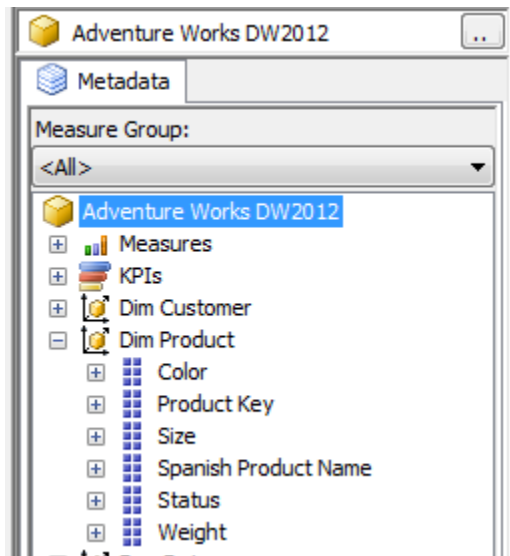 Adventure Works DW2012 ..
Metadata
Measure Group:
<All>
Adventure Works DW2012
Measures
KPIs
Dim Customer
Dim Product
Color
Product Key
Size
Spanish Product Name
Status
Weight